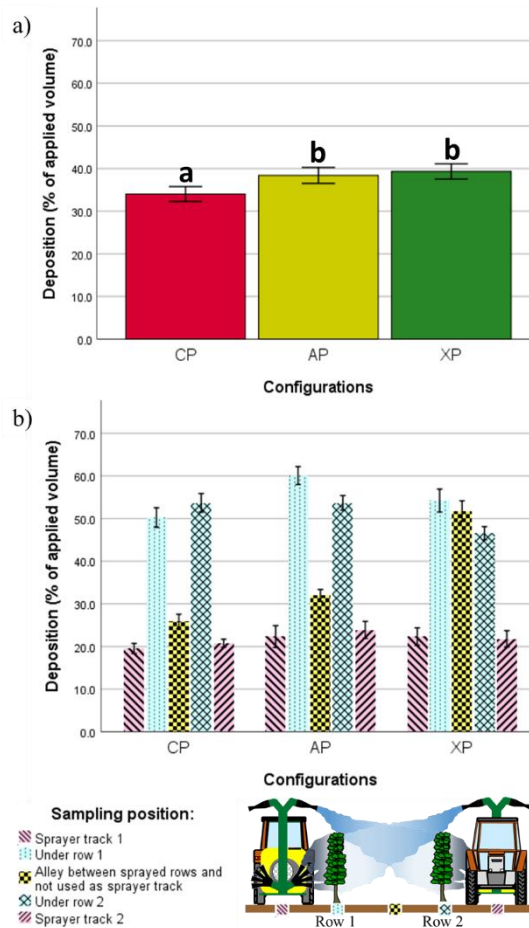 a)
Deposition (% of applied volume)
70.0
60.0
50.0
40.0
30.0
20.0
10.0
0.0
a
b
b
CP
AP
XP
Configurations
b)
Deposition (% of applied volume)
70.0
60.0
50.0
40.0
30.0
20.0
10.0
0.0
CP
AP
XP
Configurations
Sampling position:
Sprayer track 1
Under row 1
Alley between sprayed rows and
not used as sprayer track
Under row 2
Sprayer track 2
Row 1
Row 2